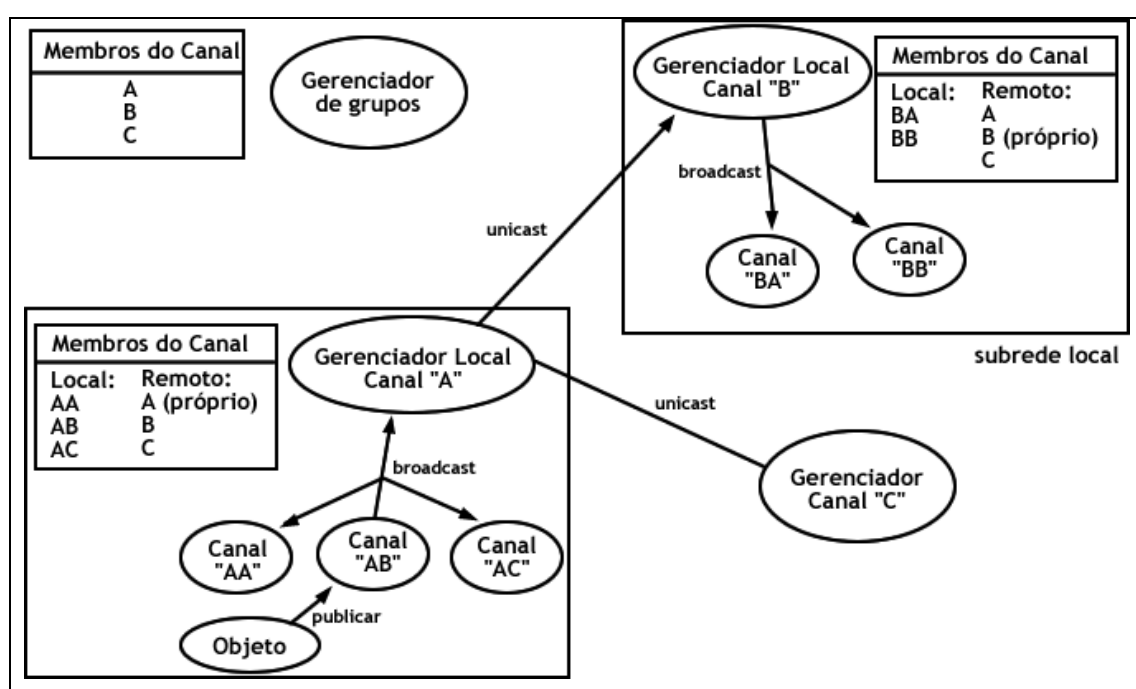 Membros do Canal
A
B
C
Gerenciador
de grupos
Gerenciador Local
Canal "B"
Membros do Canal
Local: Remoto:
BA A
BB B (próprio)
C
broadcast
unicast
Canal
"BA"
Canal
"BB"
subrede local
Membros do Canal
Local: Remoto:
AA A (próprio)
AB B
AC C
Gerenciador Local
Canal "A"
unicast
broadcast
Gerenciador
Canal "C"
Canal
"AA"
Canal
"AB"
Canal
"AC"
publicar
Objeto